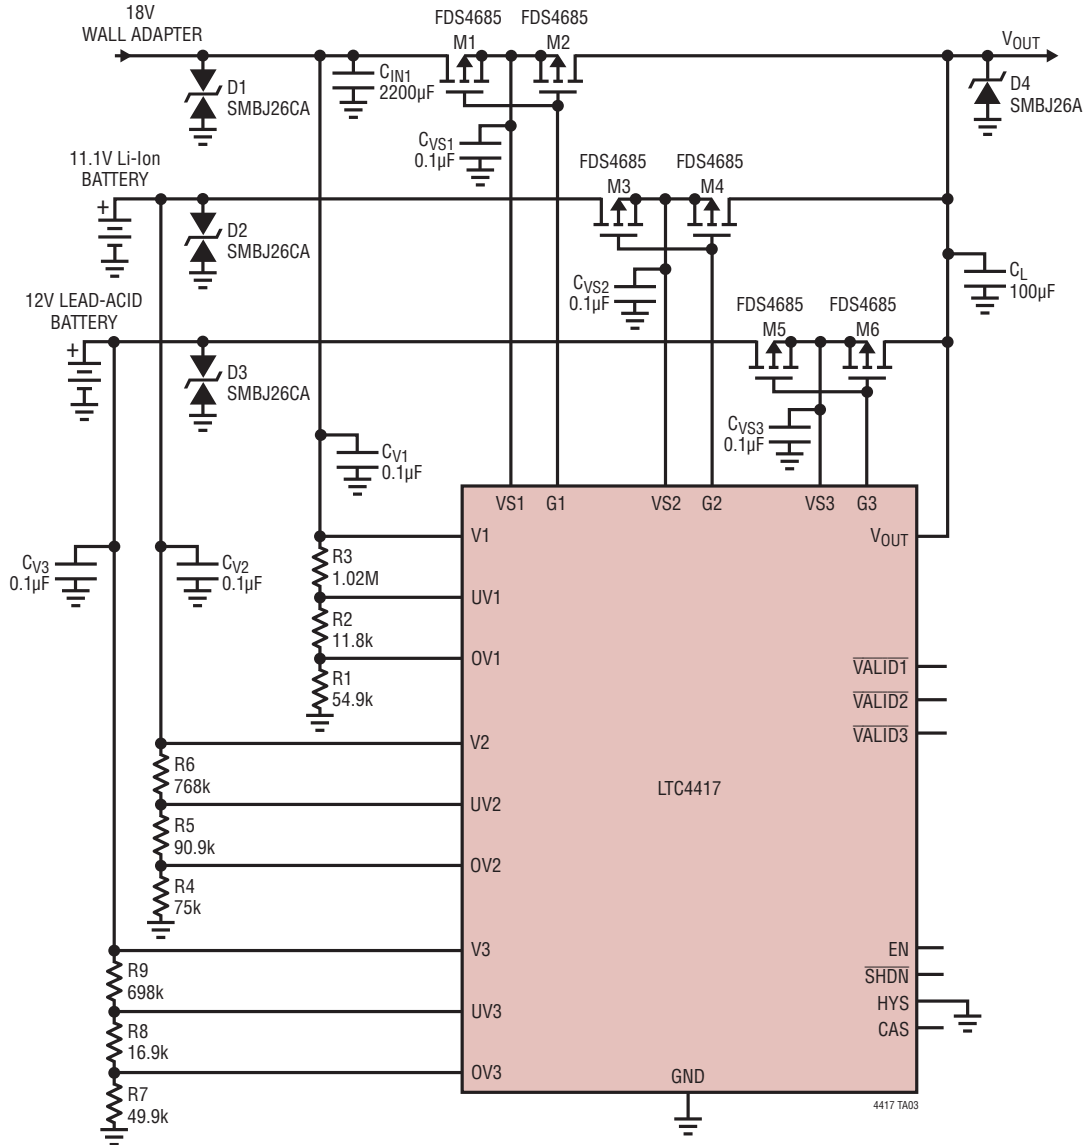 18V
WALL ADAPTER
FDS4685
FDS4685
M1
M2
VOUT
D1
SMBJ26CA
CIN1
2200µF
D4
SMBJ26A
CVS1
0.1µF
11.1V Li-Ion
BATTERY
+
FDS4685
FDS4685
M3
M4
D2
SMBJ26CA
CVS2
0.1µF
CL
100µF
12V LEAD-ACID
BATTERY
+
FDS4685
FDS4685
M5
M6
D3
SMBJ26CA
CVS3
0.1µF
CV1
0.1µF
VS1
G1
VS2
G2
VS3
G3
V1
VOUT
CV3
0.1µF
CV2
0.1µF
R3
1.02M
UV1
R2
11.8k
OV1
R1
54.9k
VALID1
VALID2
VALID3
V2
R6
768k
UV2
LTC4417
R5
90.9k
OV2
R4
75k
V3
EN
R9
698k
SHDN
UV3
HYS
R8
16.9k
CAS
OV3
GND
R7
49.9k
4417 TA03